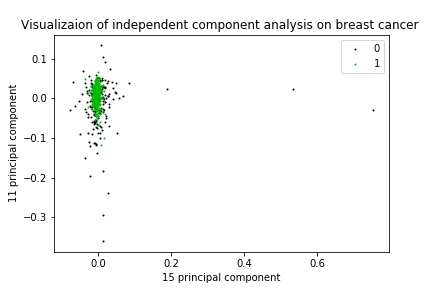 Visualizaion of independent component analysis on breast cancer
0
1
0.1
0.0
−0.1
−0.2
−0.3
11 principal component
0.0 0.2 0.4 0.6
15 principal component